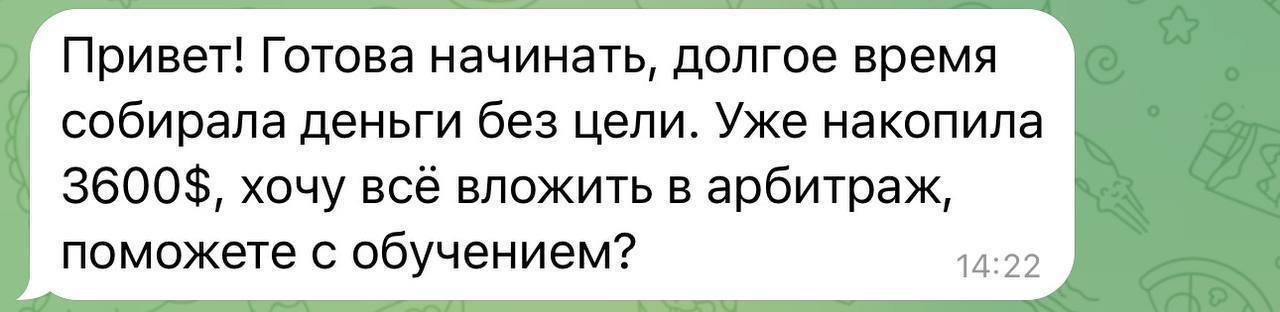 Привет! Готова начинать, долгое время
собирала деньги без цели. Уже накопила
3600$, хочу всё вложить в арбитраж,
поможете с обучением?
14:22